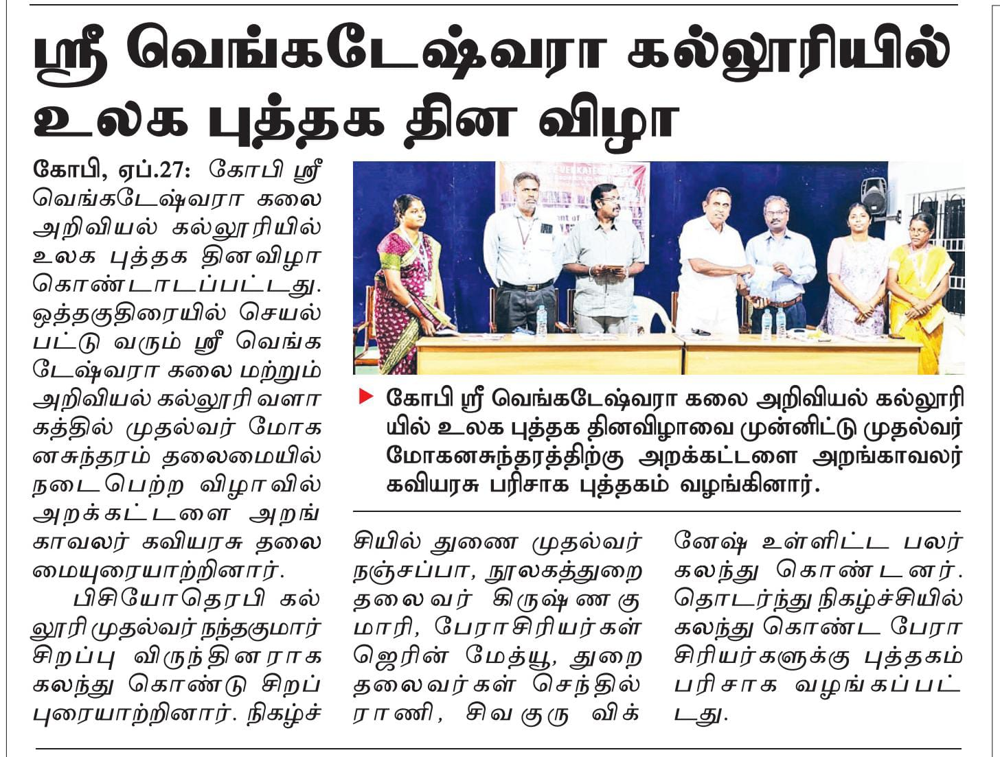 ஸ்ரீ வெங்கடேஷ்வரா கல்லூரியில்
உலக புத்தக தின விழா
கோபி, ஏப்.27: கோபி ஸ்ரீ
வெங்கடேஷ்வரா கலை
அறிவியல் கல்லூரியில்
உலக புத்தக தினவிழா
கொண்டாடப்பட்டது.
ஒத்தகுதிரையில் செயல்
பட்டு வரும் ஸ்ரீ வெங்க
டேஷ்வரா கலை மற்றும்
அறிவியல் கல்லூரி வளா
கத்தில் முதல்வர் மோக
னசுந்தரம் தலைமையில்
நடைபெற்ற விழாவில்
அறக்கட்டளை அறங்
காவலர் கவியரசு தலை
மையுரையாற்றினார்.
பிசியோதெரபி கல்
லூரி முதல்வர் நந்தகுமார்
சிறப்பு விருந்தினராக
கலந்து கொண்டு சிறப்
புரையாற்றினார். நிகழ்ச்
SREE VENKATESHWARA
கோபி ஸ்ரீ வெங்கடேஷ்வரா கலை அறிவியல் கல்லூரி
யில் உலக புத்தக தினவிழாவை முன்னிட்டு முதல்வர்
மோகனசுந்தரத்திற்கு அறக்கட்டளை அறங்காவலர்
கவியரசு பரிசாக புத்தகம் வழங்கினார்.
சியில் துணை முதல்வர்
நஞ்சப்பா, நூலகத்துறை
தலைவர் கிருஷ்ணகு
மாரி, பேராசிரியர்கள்
ஜெரின் மேத்யூ, துறை
தலைவர்கள் செந்தில்
ராணி, சிவகுரு விக்
னேஷ் உள்ளிட்ட பலர்
கலந்து கொண்டனர்.
தொடர்ந்து நிகழ்ச்சியில்
கலந்து கொண்ட பேரா
சிரியர்களுக்கு புத்தகம்
பரிசாக வழங்கப்பட்
டது.